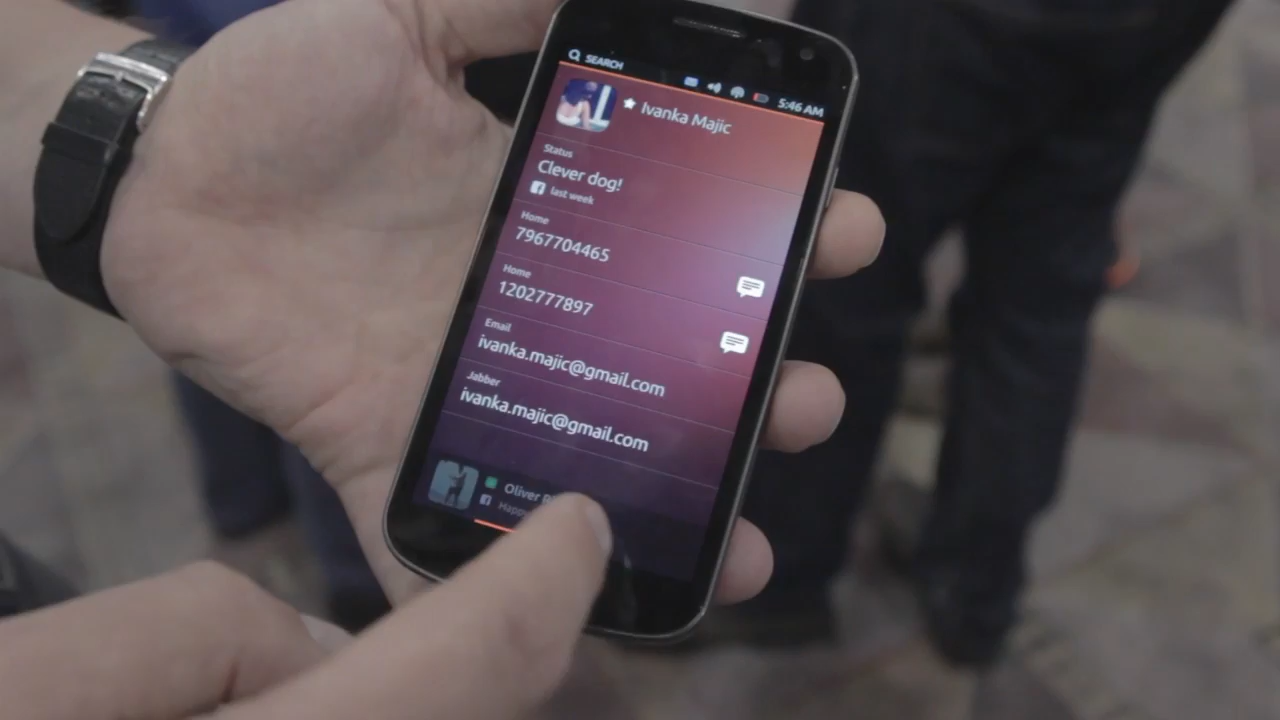 SEARCH
5:46 AM
Ivanka Majic
Status
Clever dog!
last week
Home
7967704465
Home
1202777897
Email
ivanka.majic@gmail.com
Jabber
ivanka.majic@gmail.com
Oliver